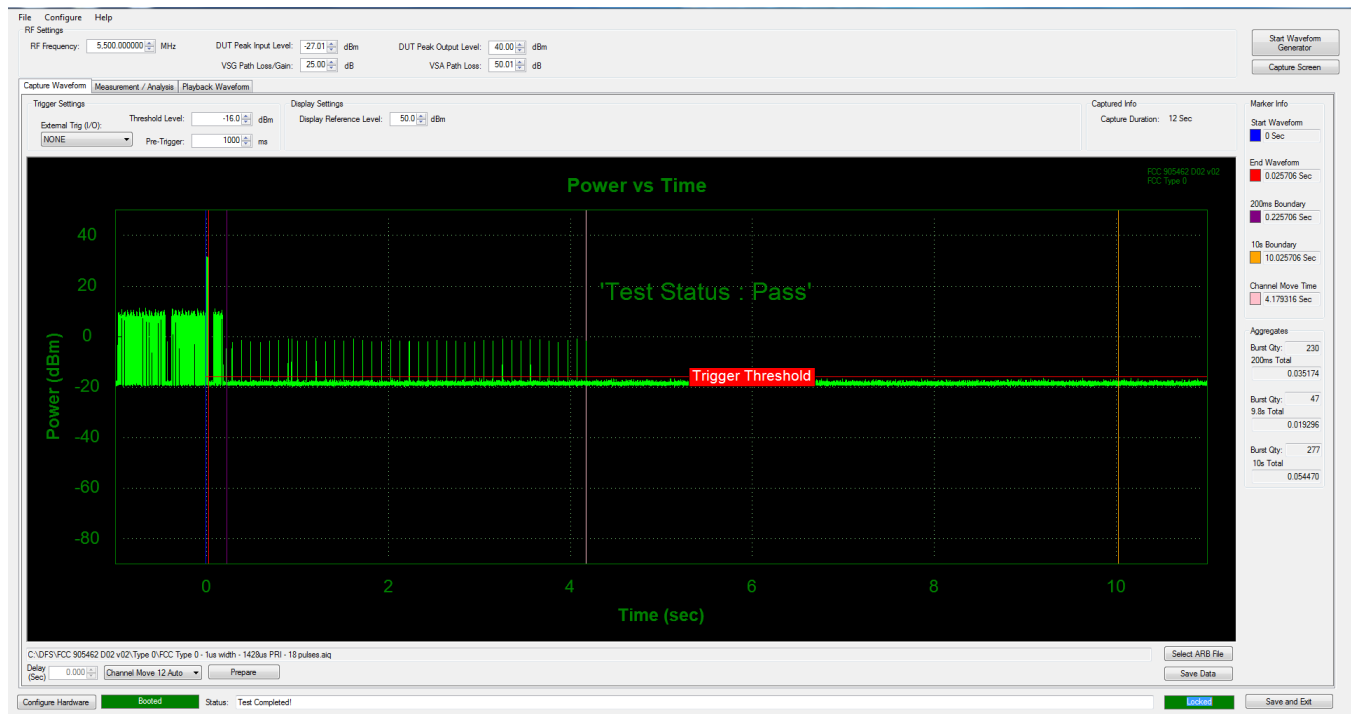 File Configure Help
RF Settings
RF Frequency: 5,500.000000 MHz DUT Peak Input Level: -27.01 dBm DUT Peak Output Level: 40.00 dBm
VSG Path Loss/Gain: 25.00 dB VSA Path Loss: 50.01 dB
Start Waveform Generator
Capture Screen
Capture Waveform Measurement / Analysis Playback Waveform
Trigger Settings
External Trig (I/O):
NONE
Threshold Level: -16.0 dBm
Pre-Trigger: 1000 ms
Display Settings
Display Reference Level: 50.0 dBm
Captured Info
Capture Duration: 12 Sec
Marker Info
Start Waveform
0 Sec
End Waveform
0.025706 Sec
200ms Boundary
0.225706 Sec
10s Boundary
10.025706 Sec
Channel Move Time
4.179316 Sec
Aggregates
Burst Qty: 230
200ms Total
0.035174
Burst Qty: 47
9.8s Total
0.019296
Burst Qty: 277
10s Total
0.054470
Power vs Time
FCC 905462 D02 v02
FCC Type 0
'Test Status : Pass'
Trigger Threshold
Power (dBm)
40
20
0
-20
-40
-60
-80
0 2 4 6 8 10
Time (sec)
C:\DFS\FCC 905462 D02 v02\Type 0\FCC Type 0 - 1us width - 1428us PRI - 18 pulses.aiq
Select ARB File
Delay (Sec) 0.000 Channel Move 12 Auto Prepare
Save Data
Configure Hardware Booted Status: Test Completed! Locked Save and Exit